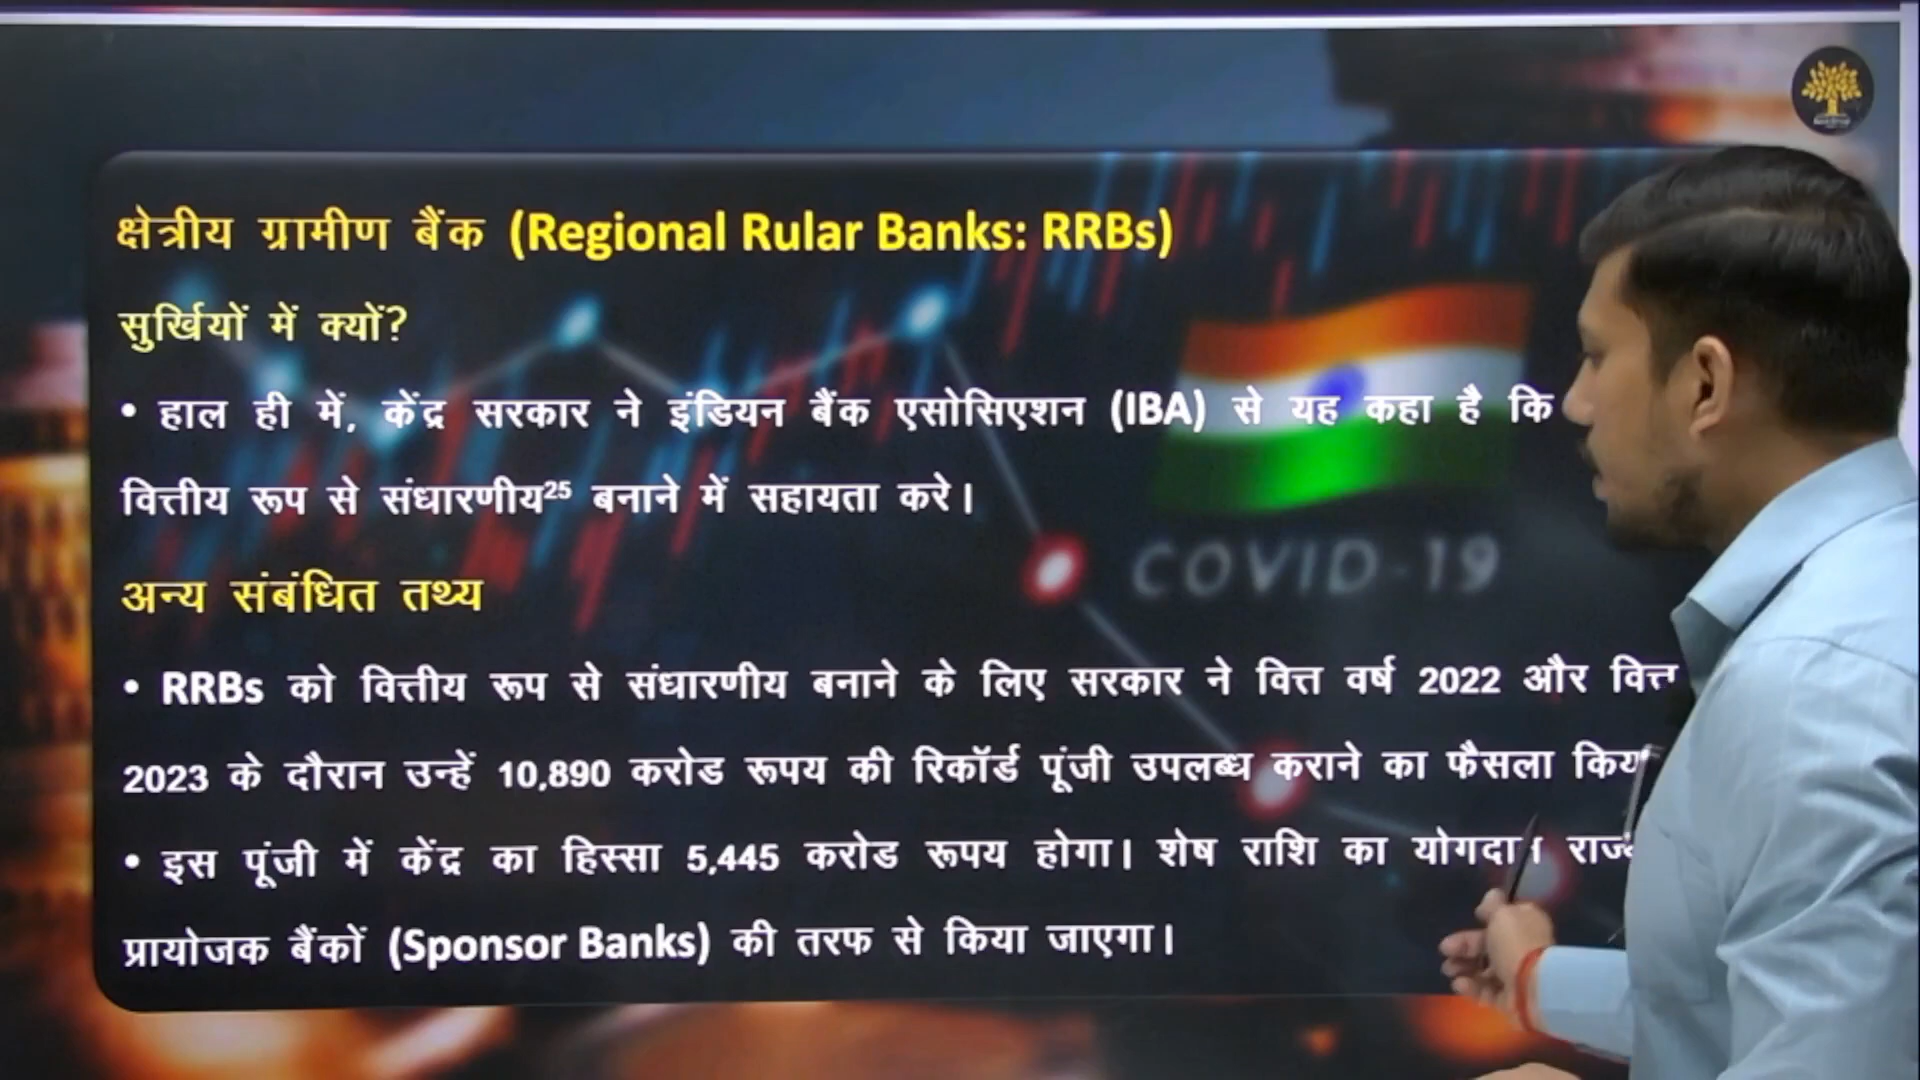 क्षेत्रीय ग्रामीण बैंक (Regional Rular Banks: RRBs)
सुर्खियों में क्यों?
• हाल ही में, केंद्र सरकार ने इंडियन बैंक एसोसिएशन (IBA) से यह कहा है कि
वित्तीय रूप से संधारणीय²⁵ बनाने में सहायता करे।
COVID-19
अन्य संबंधित तथ्य
• RRBs को वित्तीय रूप से संधारणीय बनाने के लिए सरकार ने वित्त वर्ष 2022 और वित्त
2023 के दौरान उन्हें 10,890 करोड रूपय की रिकॉर्ड पूंजी उपलब्ध कराने का फैसला
• इस पूंजी में केंद्र का हिस्सा 5,445 करोड रूपय होगा। शेष राशि का योगदान
प्रायोजक बैंकों (Sponsor Banks) की तरफ से किया जाएगा।